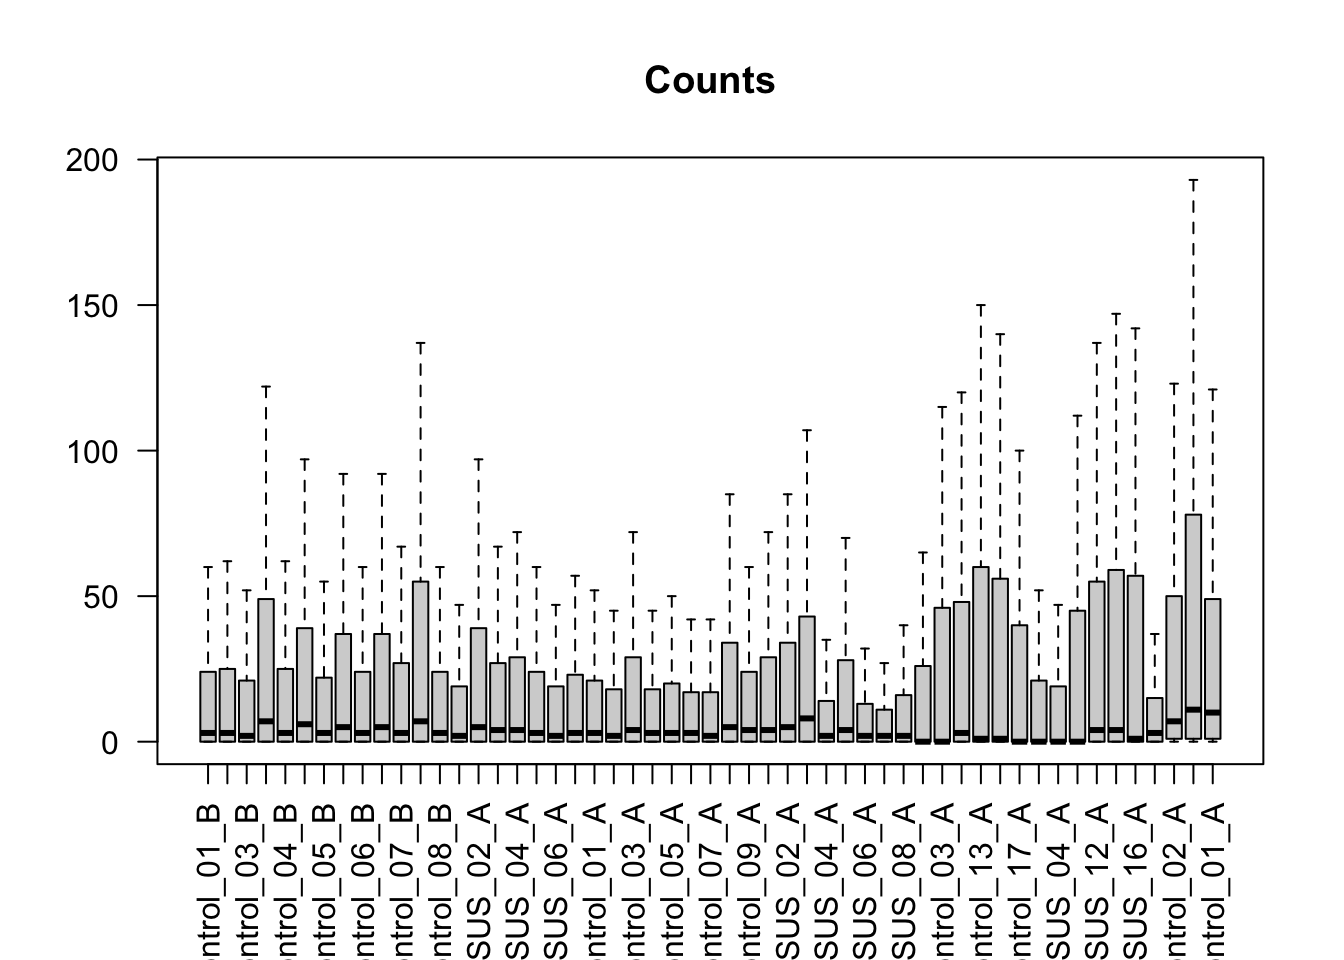 Counts
200
150
100
50
0
ntrol_01_B
ntrol_03_B
ntrol_04_B
ntrol_05_B
ntrol_06_B
ntrol_07_B
ntrol_08_B
SUS_02_A
SUS_04_A
SUS_06_A
ntrol_01_A
ntrol_03_A
ntrol_05_A
ntrol_07_A
ntrol_09_A
SUS_02_A
SUS_04_A
SUS_06_A
SUS_08_A
ntrol_03_A
ntrol_13_A
ntrol_17_A
SUS_04_A
SUS_12_A
SUS_16_A
ntrol_02_A
ntrol_01_A